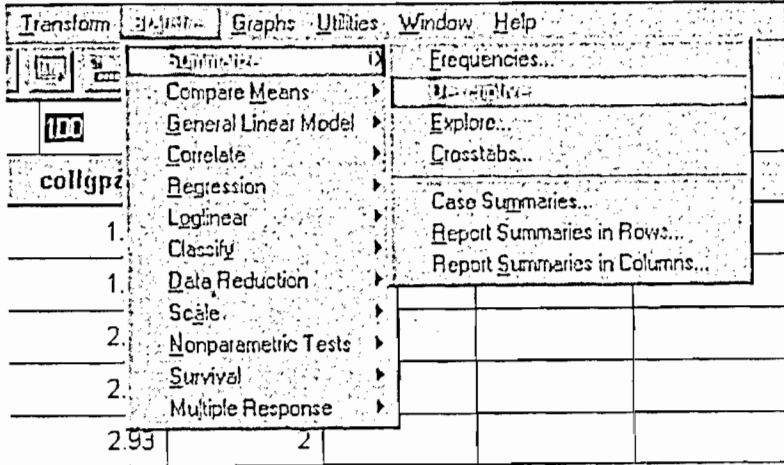 Transform Graphs Utilities Window Help
Frequencies...
Compare Means
General Linear Model
Explore...
100
Correlate
Crosstabs...
collgpa
Regression
Case Summaries...
Loglinear
Report Summaries in Rows...
1.
Classify
Report Summaries in Columns...
1.
Data Reduction
Scale
2.
Nonparametric Tests
2.
Survival
Multiple Response
2.93 2